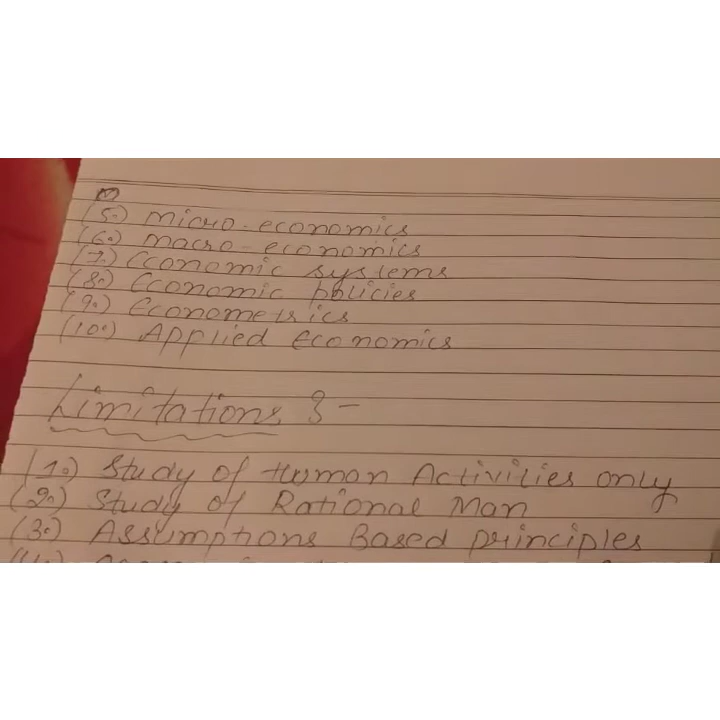 (5.) Micro-economics
(6.) Macro-economics
(7.) Economic systems
(8.) Economic policies
(9.) Econometrics
(10.) Applied economics
Limitations :-
(1.) Study of Human Activities only
(2.) Study of Rational Man
(3.) Assumptions Based principles
(4.)